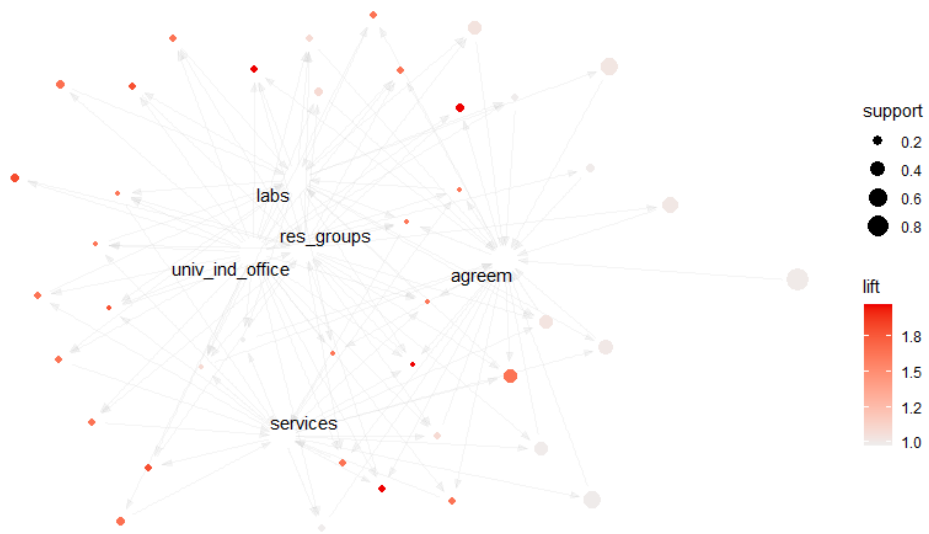 labs
res_groups
univ_ind_office
agreem
services
support
0.2
0.4
0.6
0.8
lift
1.8
1.5
1.2
1.0